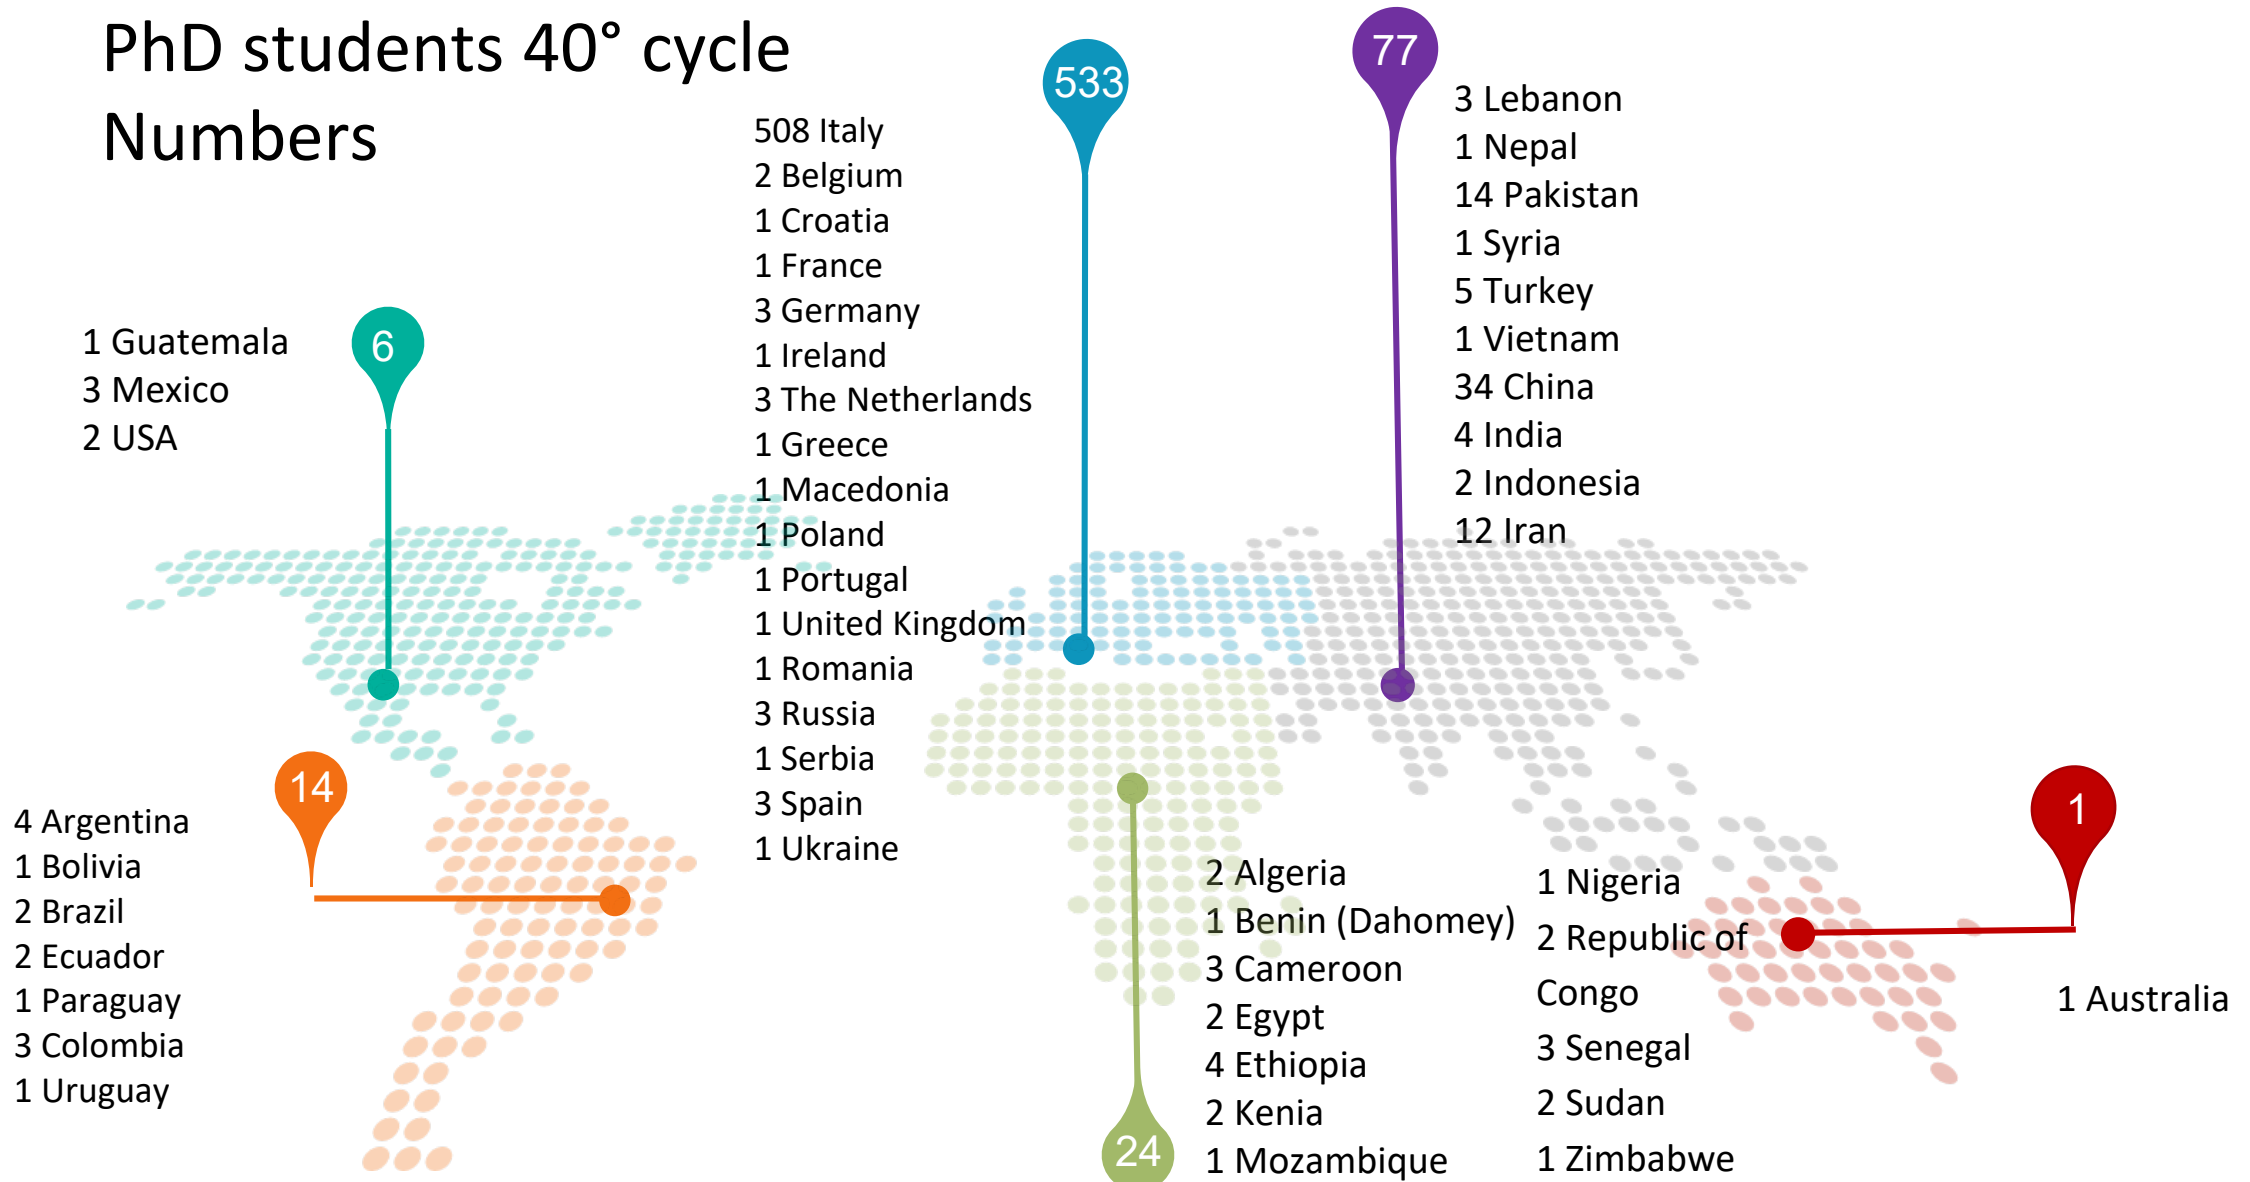 PhD students 40° cycle
Numbers
6
1 Guatemala
3 Mexico
2 USA
14
4 Argentina
1 Bolivia
2 Brazil
2 Ecuador
1 Paraguay
3 Colombia
1 Uruguay
533
508 Italy
2 Belgium
1 Croatia
1 France
3 Germany
1 Ireland
3 The Netherlands
1 Greece
1 Macedonia
1 Poland
1 Portugal
1 United Kingdom
1 Romania
3 Russia
1 Serbia
3 Spain
1 Ukraine
77
3 Lebanon
1 Nepal
14 Pakistan
1 Syria
5 Turkey
1 Vietnam
34 China
4 India
2 Indonesia
12 Iran
24
2 Algeria
1 Benin (Dahomey)
3 Cameroon
2 Egypt
4 Ethiopia
2 Kenia
1 Mozambique
1 Nigeria
2 Republic of
Congo
3 Senegal
2 Sudan
1 Zimbabwe
1
1 Australia